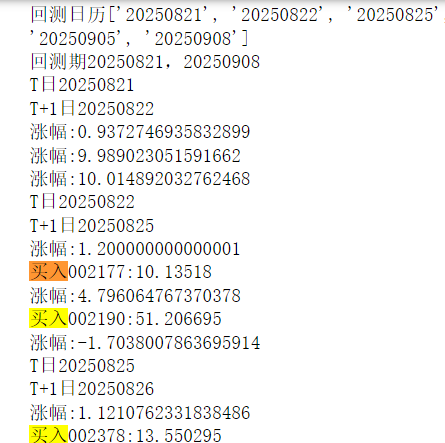 回测日历['20250821', '20250822', '20250825',
'20250905', '20250908']
回测期20250821，20250908
T日20250821
T+1日20250822
涨幅:0.9372746935832899
涨幅:9.989023051591662
涨幅:10.014892032762468
T日20250822
T+1日20250825
涨幅:1.200000000000001
买入002177:10.13518
涨幅:4.796064767370378
买入002190:51.206695
涨幅:-1.7038007863695914
T日20250825
T+1日20250826
涨幅:1.1210762331838486
买入002378:13.550295